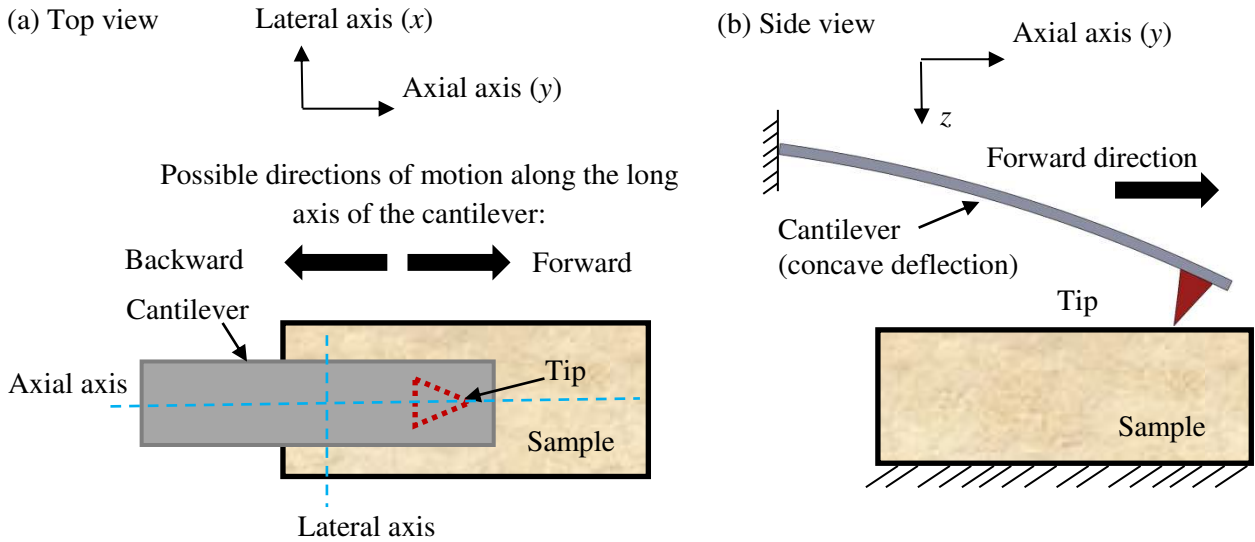 (a) Top view
Lateral axis (x)
Axial axis (y)
Possible directions of motion along the long
axis of the cantilever:
Backward
Forward
Cantilever
Axial axis
Tip
Sample
Lateral axis
(b) Side view
Axial axis (y)
z
Forward direction
Cantilever
(concave deflection)
Tip
Sample